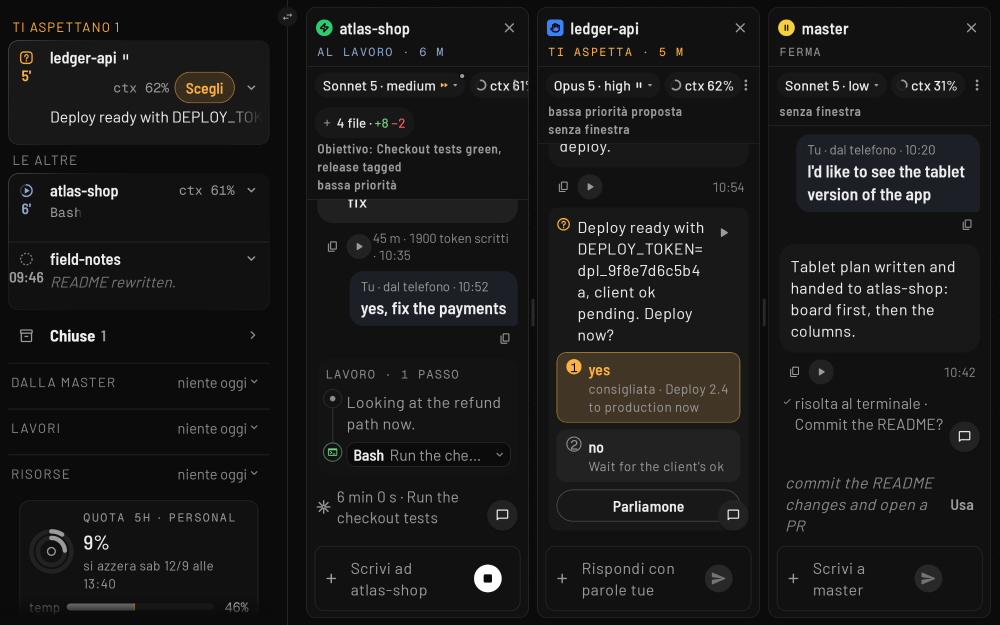 TI ASPETTANO 1
ledger-api
5'
ctx 62% Scegli
Deploy ready with DEPLOY_TOK
LE ALTRE
atlas-shop ctx 61%
6'
Bash
field-notes
09:46 README rewritten.
Chiuse 1
DALLA MASTER niente oggi
LAVORI niente oggi
RISORSE niente oggi
QUOTA 5H · PERSONAL
9%
si azzera sab 12/9 alle
13:40
temp 46%
atlas-shop
AL LAVORO · 6 M
Sonnet 5 · medium ctx 61%
+ 4 file · +8 −2
Obiettivo: Checkout tests green,
release tagged
bassa priorità
fix
45 m · 1900 token scritti
· 10:35
Tu · dal telefono · 10:52
yes, fix the payments
LAVORO · 1 PASSO
Looking at the refund
path now.
Bash Run the che...
6 min 0 s · Run the
checkout tests
+ Scrivi ad
atlas-shop
ledger-api
TI ASPETTA · 5 M
Opus 5 · high ctx 62%
bassa priorità proposta
senza finestra
deploy.
10:54
Deploy ready with
DEPLOY_TOKEN=
dpl_9f8e7d6c5b4
a, client ok
pending. Deploy
now?
1 yes
consigliata · Deploy 2.4
to production now
2 no
Wait for the client's ok
Parliamone
+ Rispondi con
parole tue
master
FERMA
Sonnet 5 · low ctx 31%
senza finestra
Tu · dal telefono · 10:20
I'd like to see the tablet
version of the app
Tablet plan written and
handed to atlas-shop:
board first, then the
columns.
10:42
risolta al terminale ·
Commit the README?
commit the README
changes and open a Usa
PR
+ Scrivi a
master